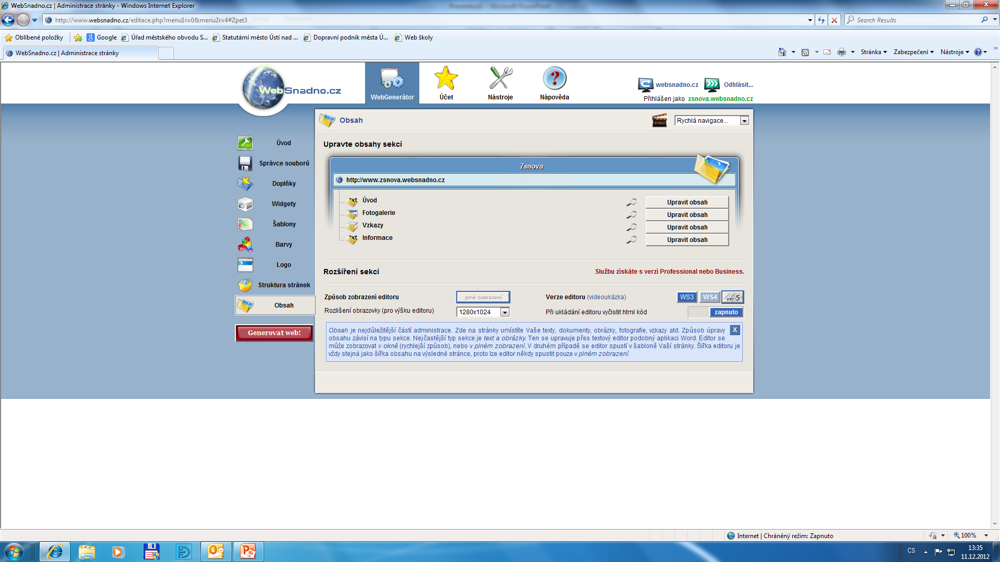 WebSnadno.cz | Administrace stránky - Windows Internet Explorer
http://www.websnadno.cz/editace.php?menu1r=0&menu2r=4#Zpet3
Search Results
Oblíbené položky
Google
Úřad městského obvodu S...
Statutární město Ústí nad ...
Dopravní podnik města Ú...
Web školy
WebSnadno.cz | Administrace stránky
Stránka
Zabezpečení
Nástroje
WebSnadno.cz
WebGenerátor
Účet
Nástroje
Nápověda
websnadno.cz
Odhlásit...
Přihlášen jako zsnova.websnadno.cz
Obsah
Rychlá navigace...
Úvod
Správce souborů
Doplňky
Widgety
Šablony
Barvy
Logo
Struktura stránek
Obsah
Generovat web!
Upravte obsahy sekcí
Zsnova
http://www.zsnova.websnadno.cz
txt Úvod Upravit obsah
Fotogalerie Upravit obsah
Vzkazy Upravit obsah
txt Informace Upravit obsah
Rozšíření sekcí
Službu získáte s verzí Professional nebo Business.
Způsob zobrazení editoru
plné zobrazení
Verze editoru (videoukázka)
WS3
WS4
ver.5
Rozlišení obrazovky (pro výšku editoru)
1280x1024
Při ukládání editoru vyčistit html kód
zapnuto
Obsah je nejdůležitější částí administrace. Zde na stránky umístíte Vaše texty, dokumenty, obrázky, fotografie, vzkazy atd. Způsob úpravy
X
obsahu závisí na typu sekce. Nejčastější typ sekce je text a obrázky. Ten se upravuje přes textový editor podobný aplikaci Word. Editor se
může zobrazovat v okně (rychlejší způsob), nebo v plném zobrazení. V druhém případě se editor spustí v šabloně Vaší stránky. Šířka editoru je
vždy stejná jako šířka obsahu na výsledné stránce, proto lze editor někdy spustit pouze v plném zobrazení.
Internet | Chráněný režim: Zapnuto
100%
CS
13:35
11.12.2012